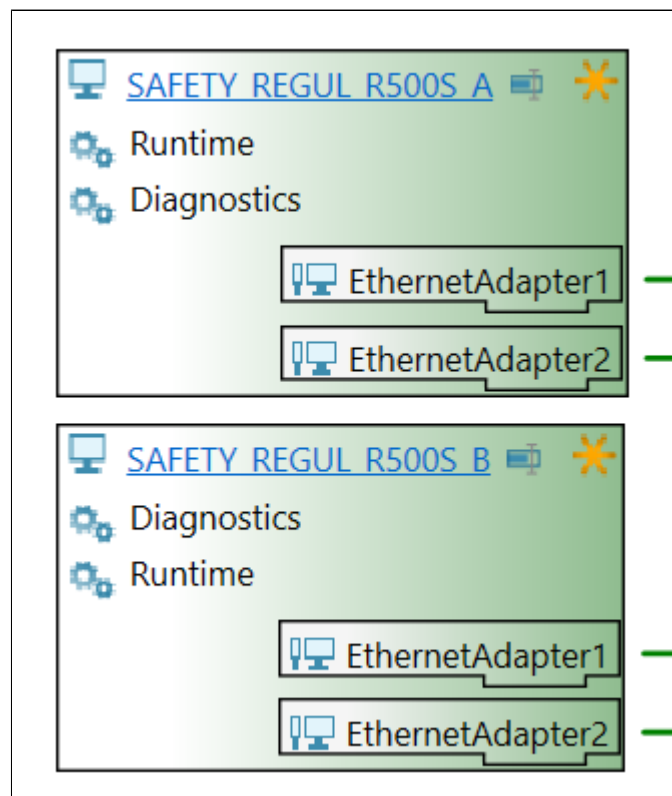 SAFETY_REGUL_R500S_A
Runtime
Diagnostics
EthernetAdapter1
EthernetAdapter2
SAFETY_REGUL_R500S_B
Diagnostics
Runtime
EthernetAdapter1
EthernetAdapter2